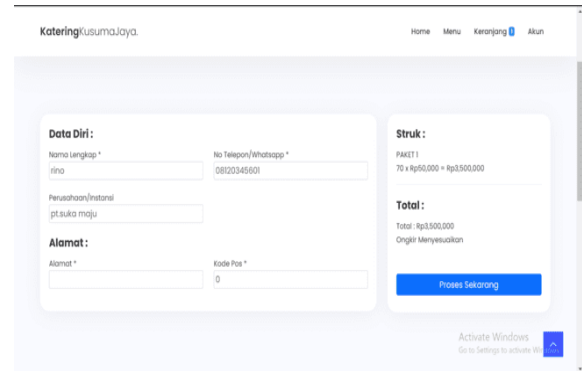 KateringKusumaJaya.
Home Menu Keranjang 1 Akun
Data Diri :
Nama Lengkap * No Telepon/Whatsapp *
rino 08120345601
Perusahaan/Instansi
pt.suka maju
Alamat :
Alamat * Kode Pos *
0
Struk :
PAKET 1
70 x Rp50,000 = Rp3,500,000
Total :
Total : Rp3,500,000
Ongkir Menyesuaikan
Proses Sekarang
Activate Windows
Go to Settings to activate Windows